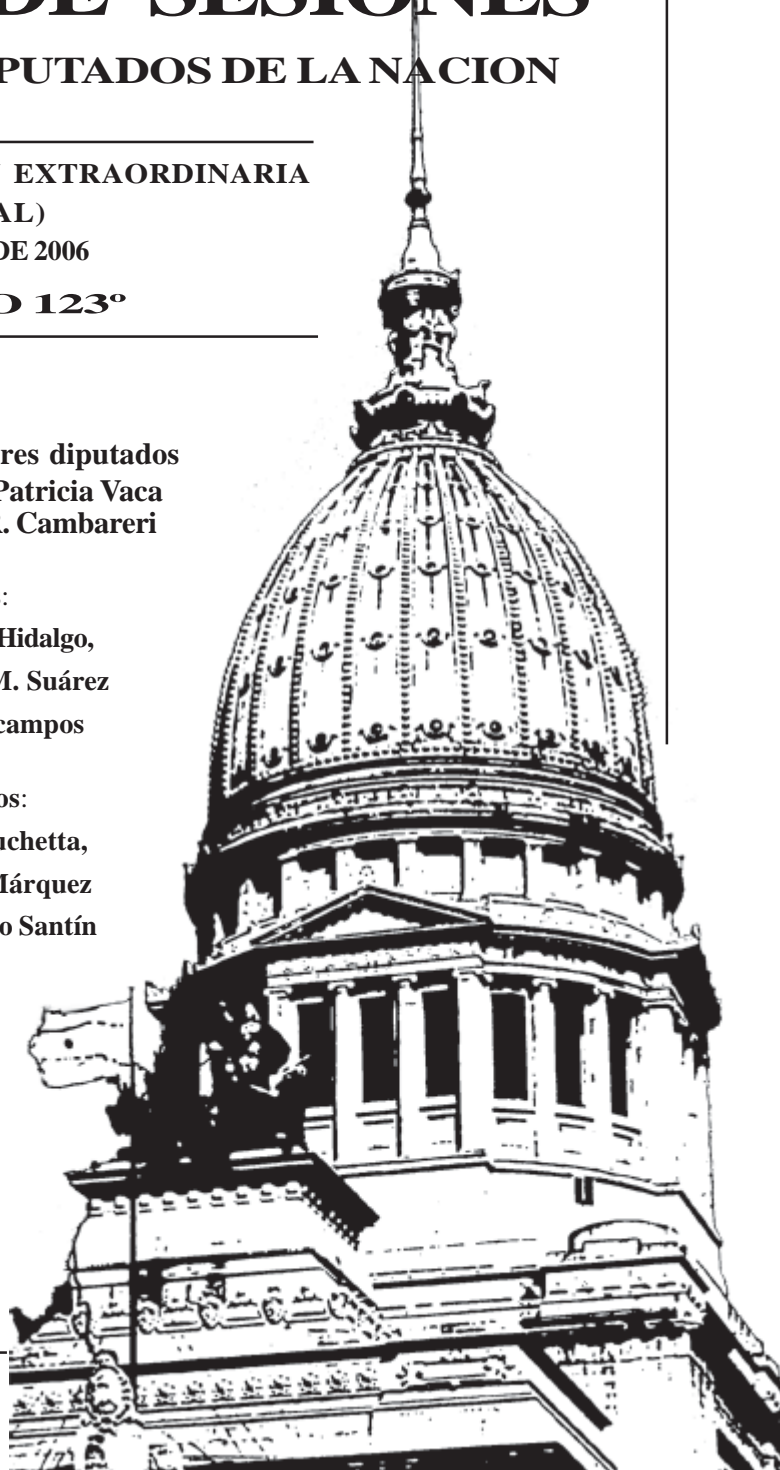 DE SESIONES
PUTADOS DE LA NACION
EXTRAORDINARIA
AL)
DE 2006
O 123º
res diputados
Patricia Vaca
R. Cambareri
:
Hidalgo,
M. Suárez
campos
os:
uchetta,
Márquez
o Santín